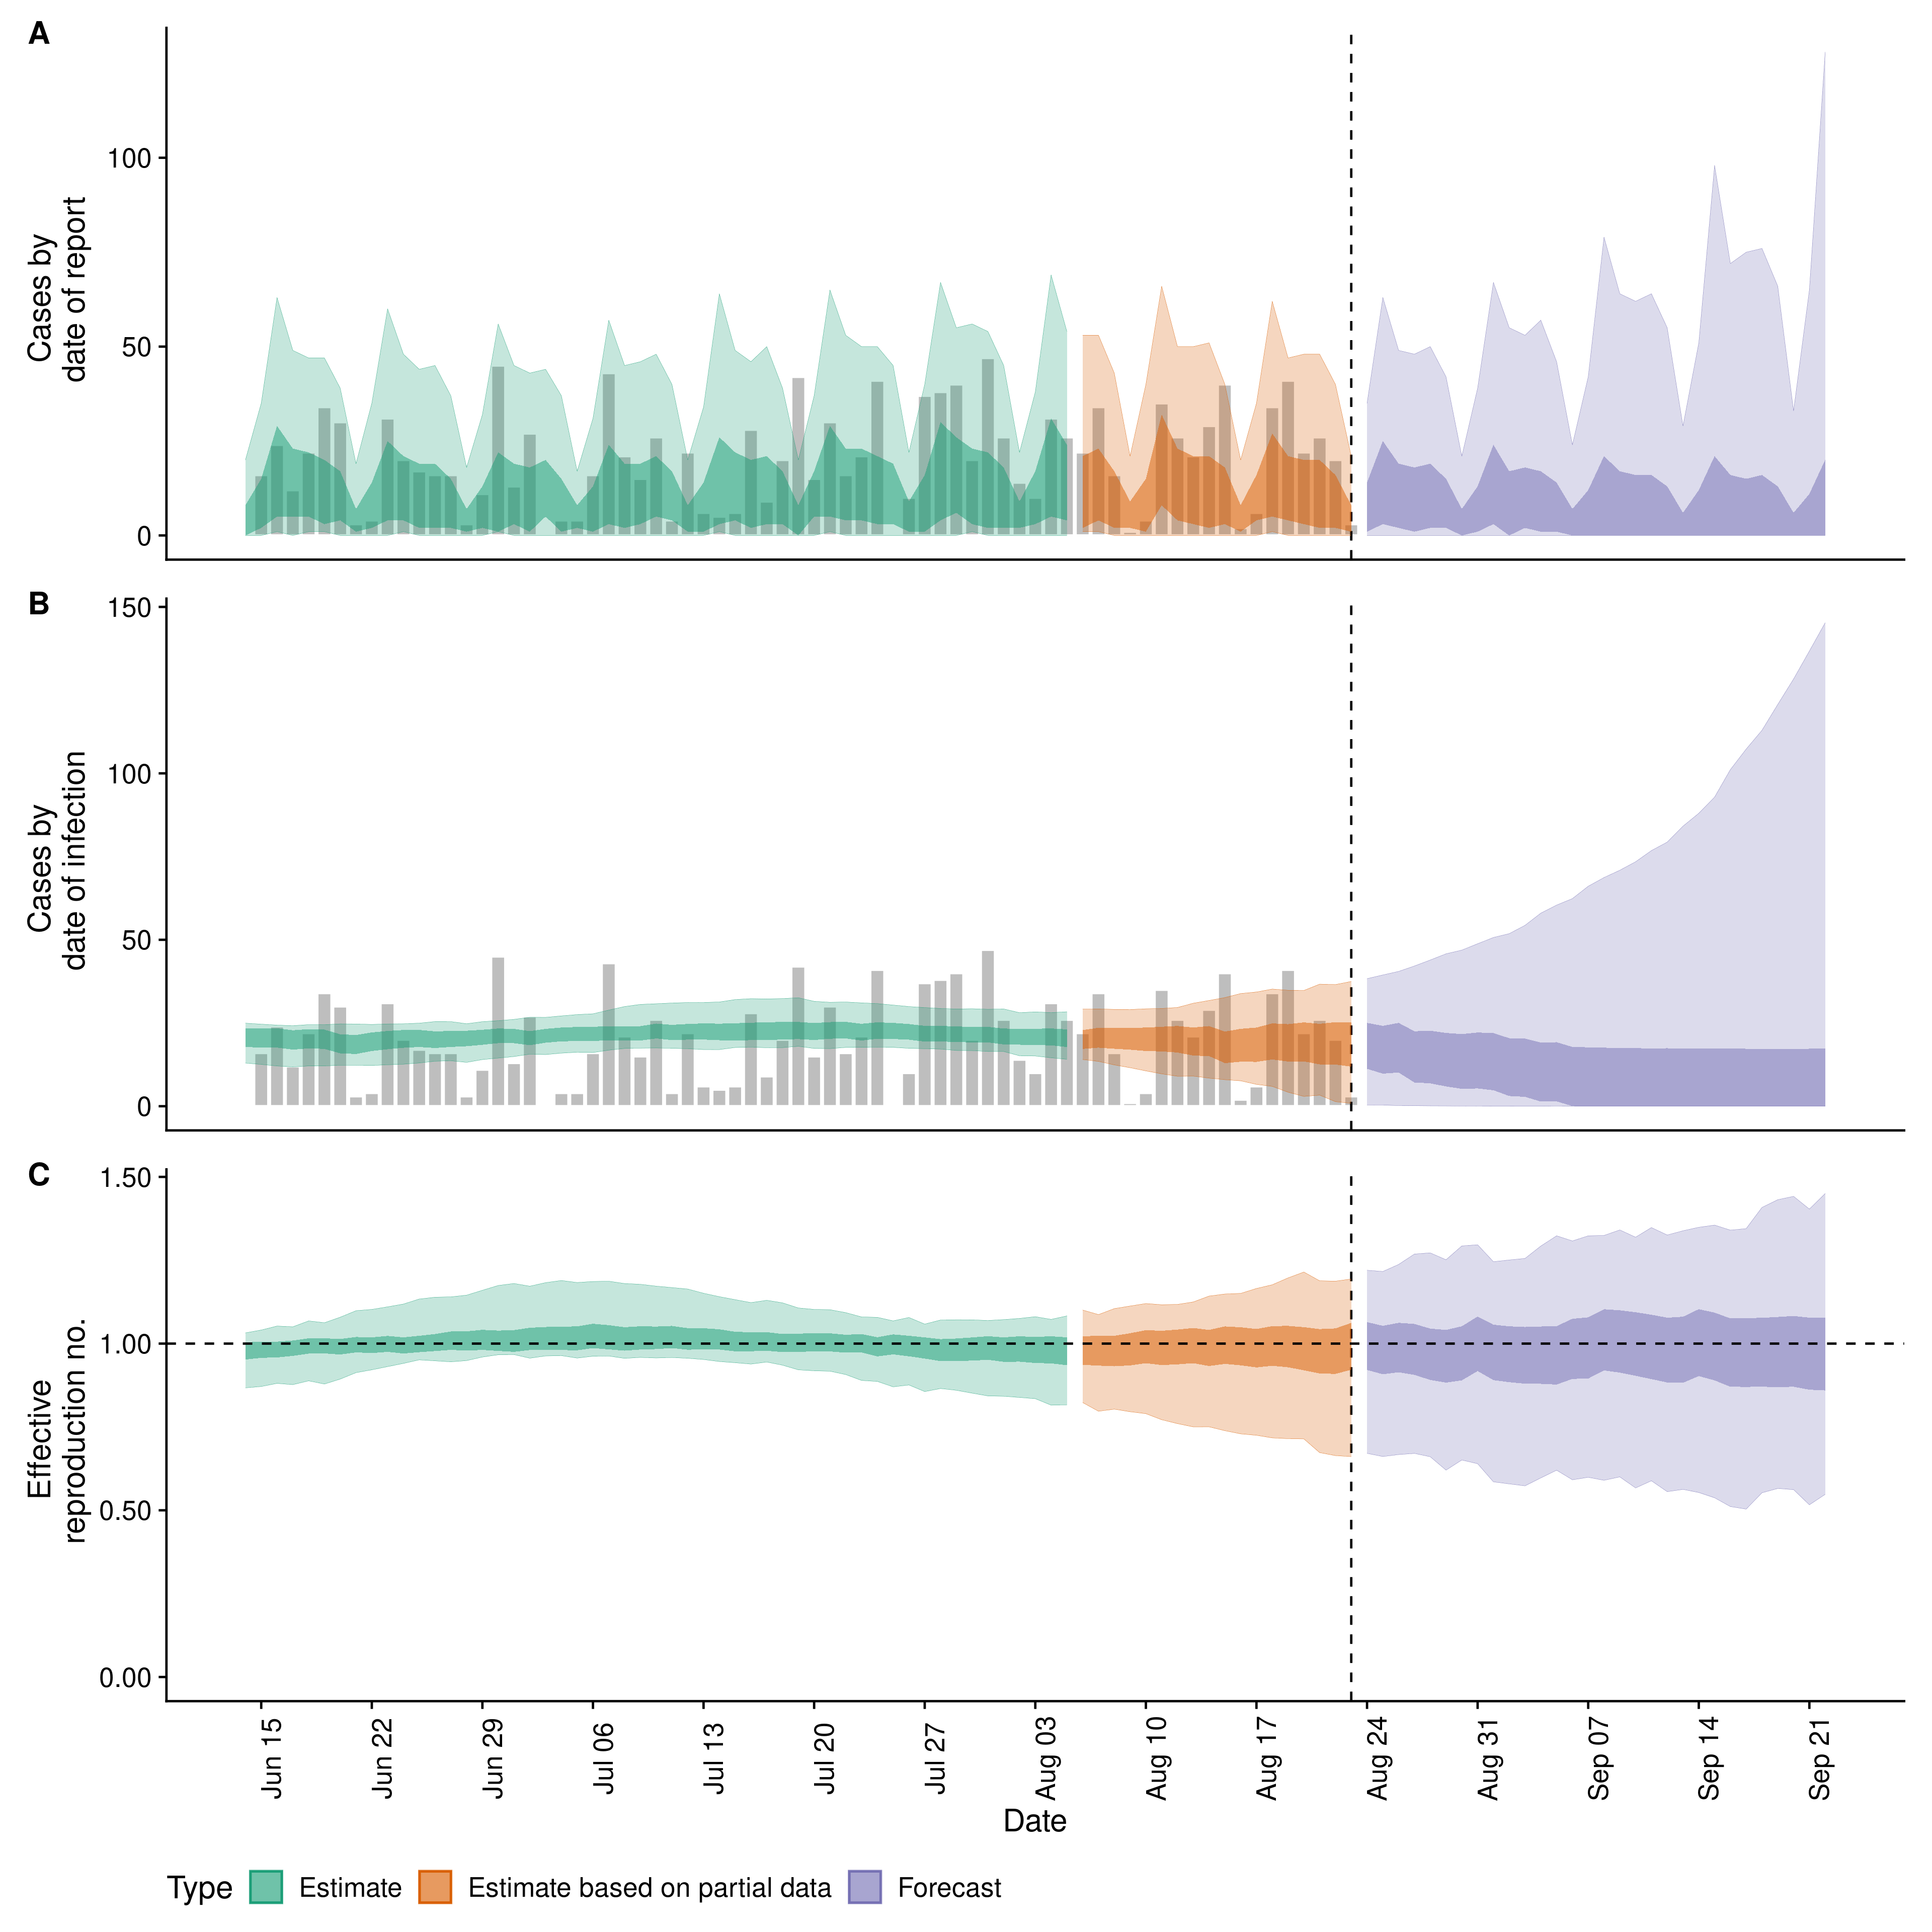 A
Cases by
date of report
100
50
0
B
Cases by
date of infection
150
100
50
0
C
Effective
reproduction no.
1.50
1.00
0.50
0.00
Jun 15
Jun 22
Jun 29
Jul 06
Jul 13
Jul 20
Jul 27
Aug 03
Aug 10
Aug 17
Aug 24
Aug 31
Sep 07
Sep 14
Sep 21
Date
Type Estimate Estimate based on partial data Forecast